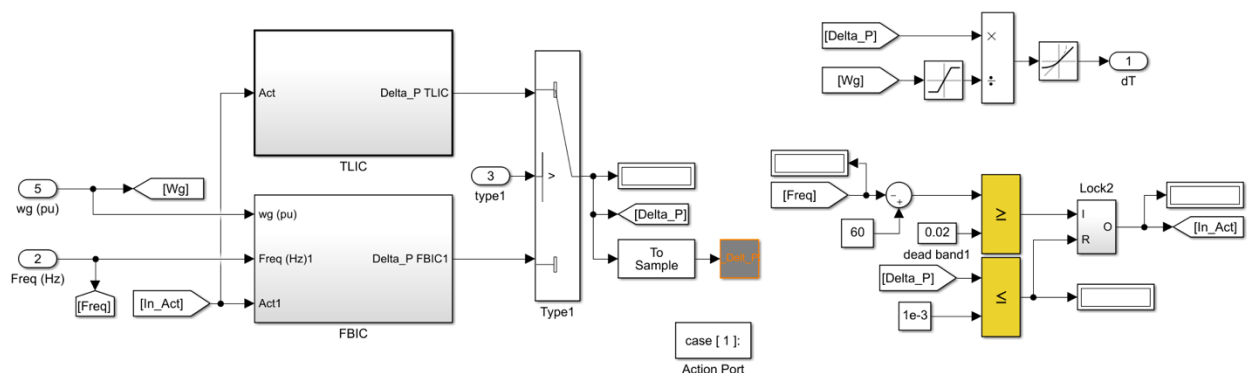 Act
Delta_P TLIC
TLIC
5
wg (pu)
[Wg]
wg (pu)
2
Freq (Hz)
Freq (Hz)1
Delta_P FBIC1
[Freq]
[In_Act]
Act1
FBIC
3
type1
>
Type1
[Delta_P]
To
Sample
case [ 1 ]:
Action Port
[Delta_P]
×
[Wg]
÷
1
dT
[Freq]
−
+
60
≥
0.02
dead band1
Lock2
I
O
R
[In_Act]
[Delta_P]
≤
1e-3